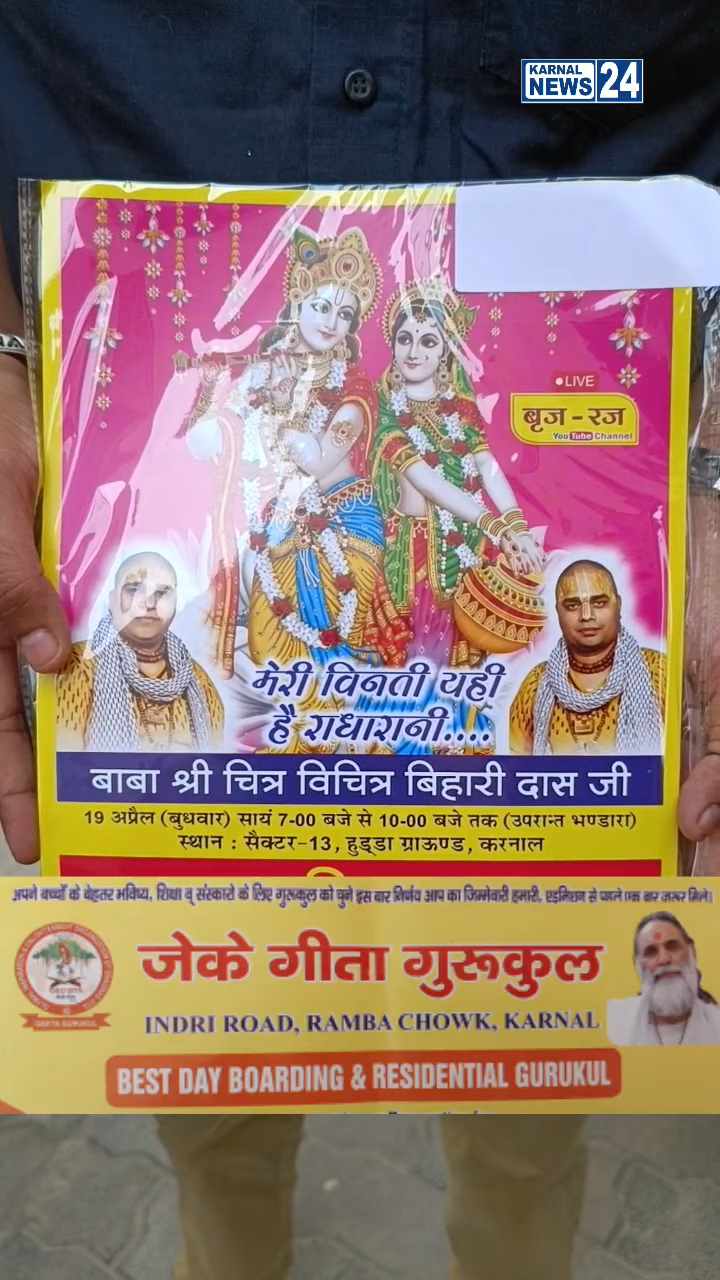 KARNAL
NEWS 24
LIVE
बृज-रज
YouTube Channel
मेरी विनती यही
है राधारानी....
बाबा श्री चित्र विचित्र बिहारी दास जी
19 अप्रैल (बुधवार) सायं 7-00 बजे से 10-00 बजे तक (उपरान्त भण्डारा)
स्थान : सैक्टर-13, हुड्डा ग्राऊण्ड, करनाल
अपने बच्चों के बेहतर भविष्य, शिक्षा व् संस्कारो के लिए गुरूकुल को चुने इस बार निर्णय आप का जिम्मेवारी हमारी, एडमिशन से पहले एक बार जरूर मिले।
जेके गीता गुरूकुल
INDRI ROAD, RAMBA CHOWK, KARNAL
GEETA GURUKUL
BEST DAY BOARDING & RESIDENTIAL GURUKUL